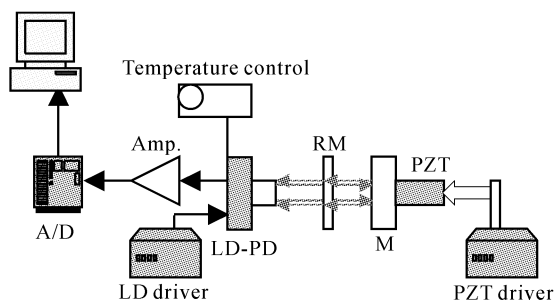 Temperature control
Amp.
RM
PZT
A/D
LD-PD
M
LD driver
PZT driver